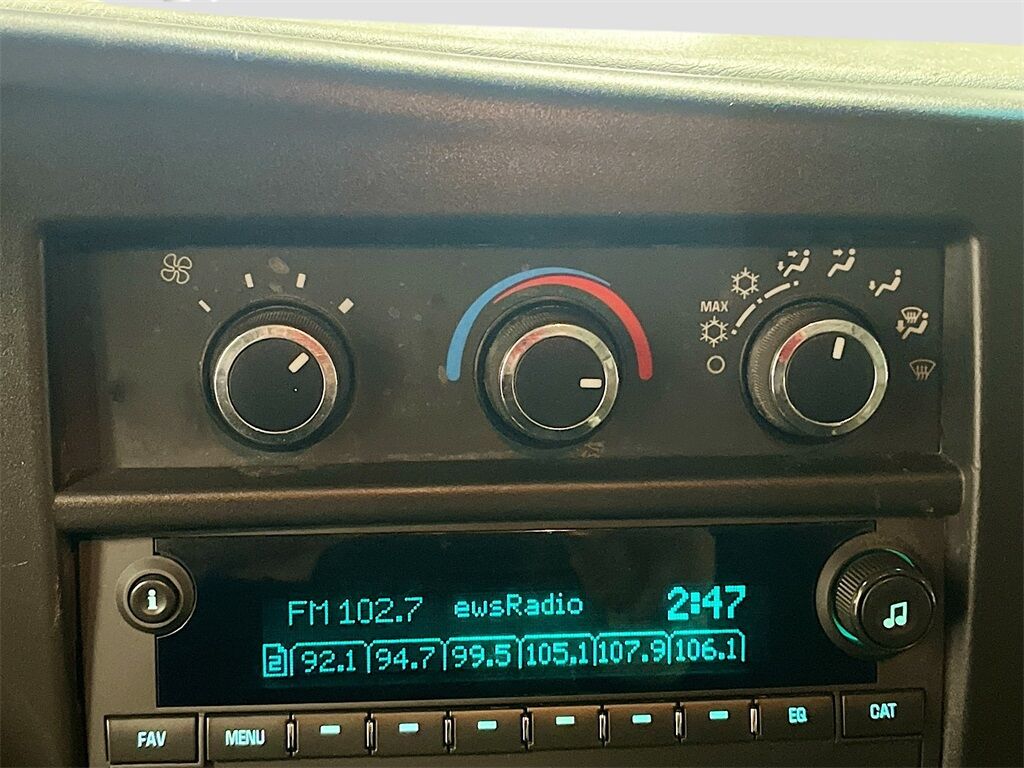 MAX
i
FM 102.7 ewsRadio 2:47
2 92.1 94.7 99.5 105.1 107.9 106.1
FAV MENU EQ CAT